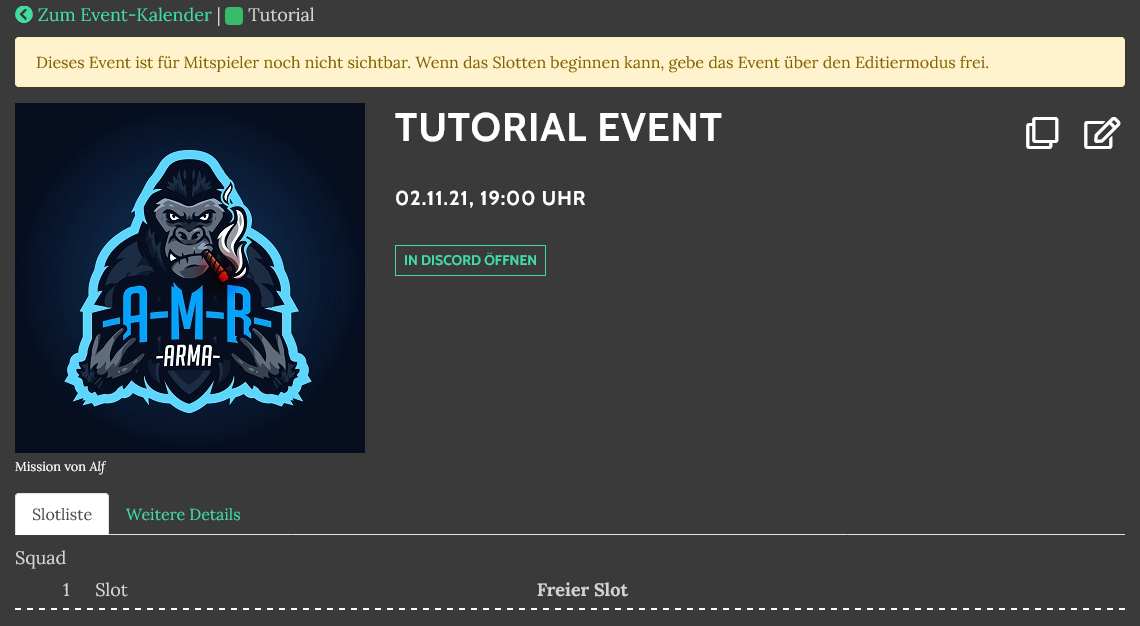 Zum Event-Kalender | Tutorial
Dieses Event ist für Mitspieler noch nicht sichtbar. Wenn das Slotten beginnen kann, gebe das Event über den Editiermodus frei.
TUTORIAL EVENT
02.11.21, 19:00 UHR
IN DISCORD ÖFFNEN
-A-M-R-
-ARMA-
Mission von Alf
Slotliste Weitere Details
Squad
1 Slot Freier Slot